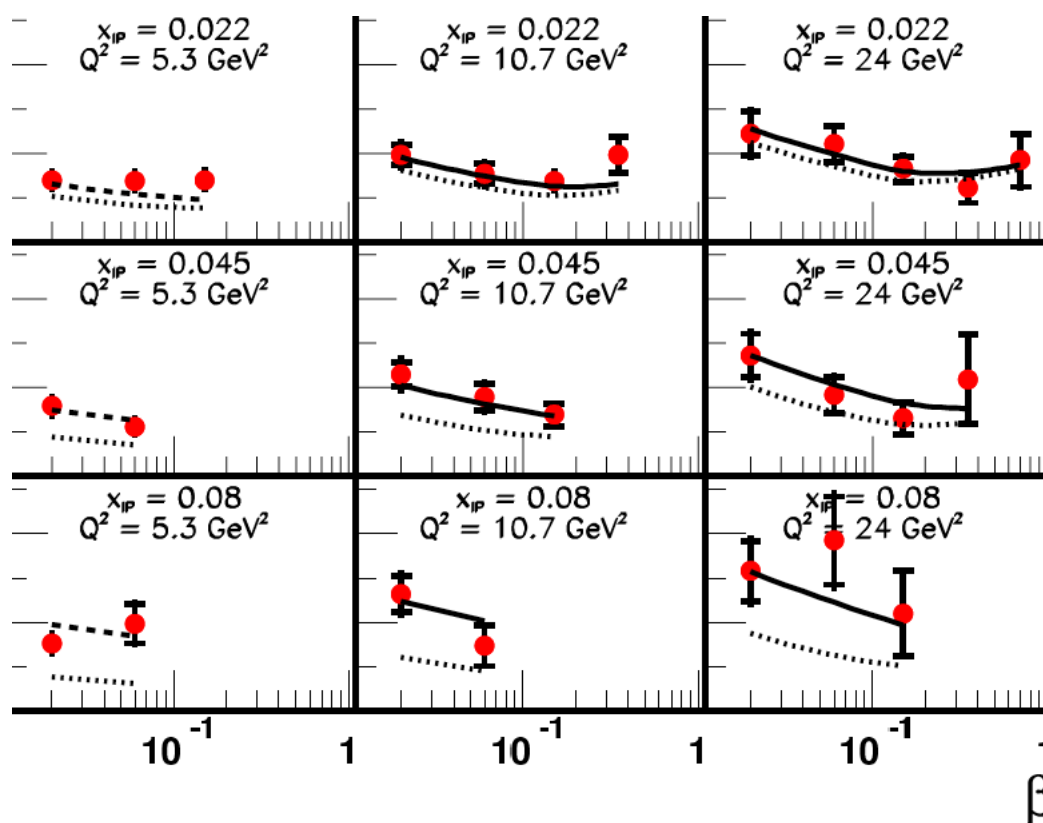 x_IP = 0.022
Q² = 5.3 GeV²
x_IP = 0.022
Q² = 10.7 GeV²
x_IP = 0.022
Q² = 24 GeV²
x_IP = 0.045
Q² = 5.3 GeV²
x_IP = 0.045
Q² = 10.7 GeV²
x_IP = 0.045
Q² = 24 GeV²
x_IP = 0.08
Q² = 5.3 GeV²
x_IP = 0.08
Q² = 10.7 GeV²
x_IP = 0.08
Q² = 24 GeV²
10⁻¹ 1 10⁻¹ 1 10⁻¹ 1
β